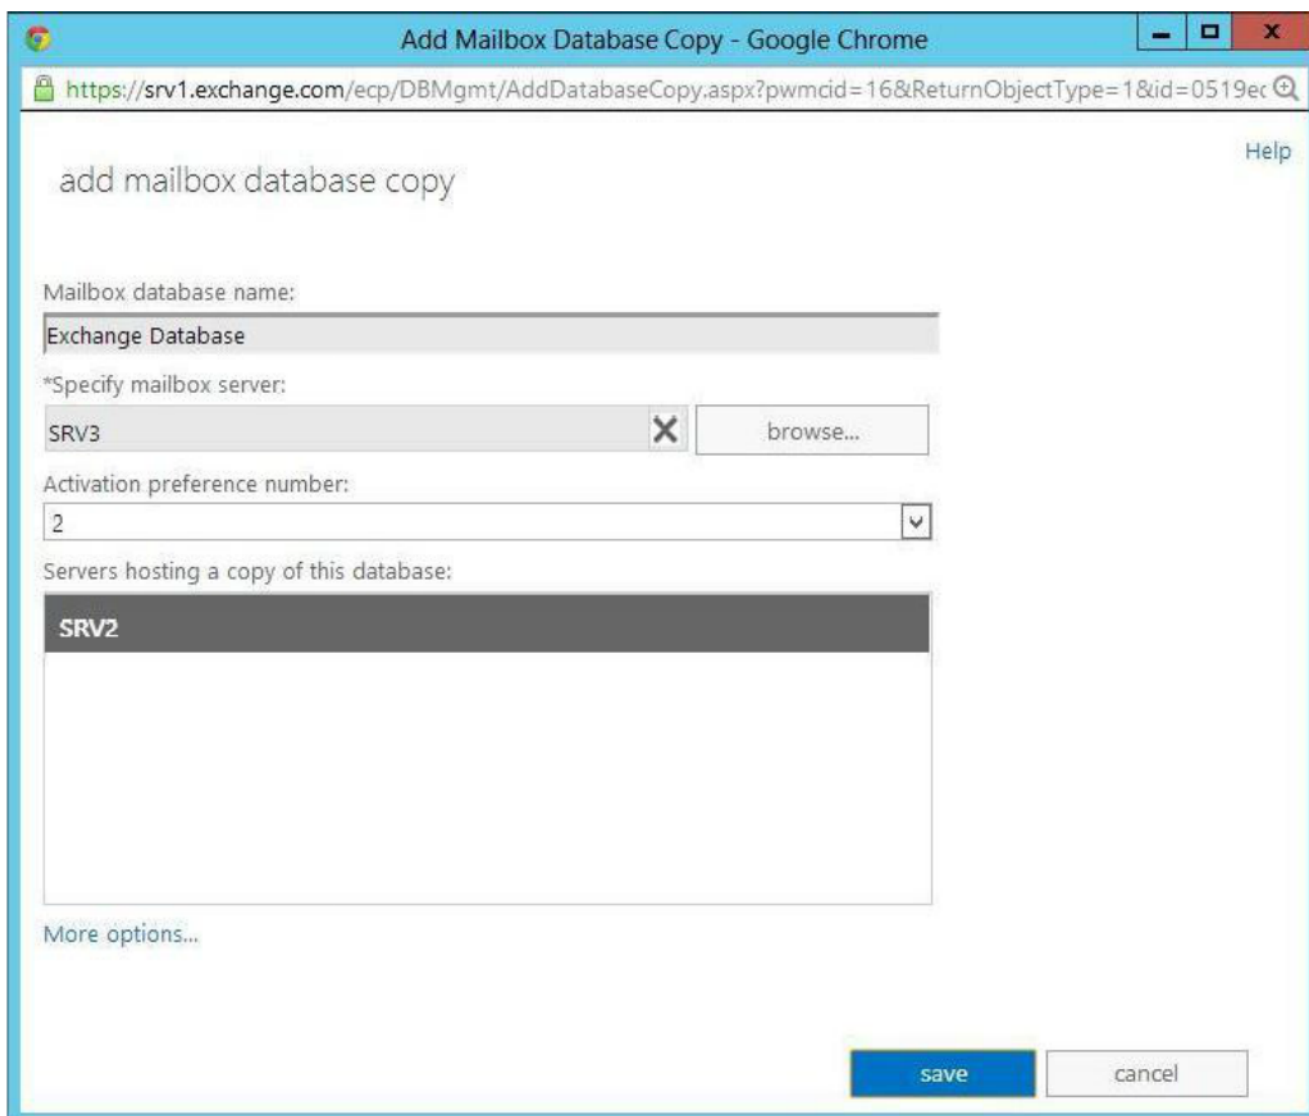 Add Mailbox Database Copy - Google Chrome
https://srv1.exchange.com/ecp/DBMgmt/AddDatabaseCopy.aspx?pwmcid=16&ReturnObjectType=1&id=0519ec
Help
add mailbox database copy
Mailbox database name:
Exchange Database
*Specify mailbox server:
SRV3
browse...
Activation preference number:
2
Servers hosting a copy of this database:
SRV2
More options...
save
cancel